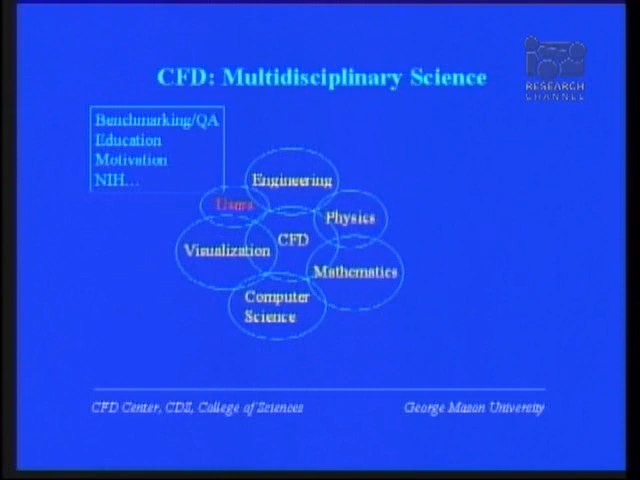 CFD: Multidisciplinary Science
RESEARCH
CHANNEL
Benchmarking/QA
Education
Motivation
NIH...
Engineering
Users
Physics
CFD
Visualization
Mathematics
Computer
Science
CFD Center, CDS, College of Sciences
George Mason University